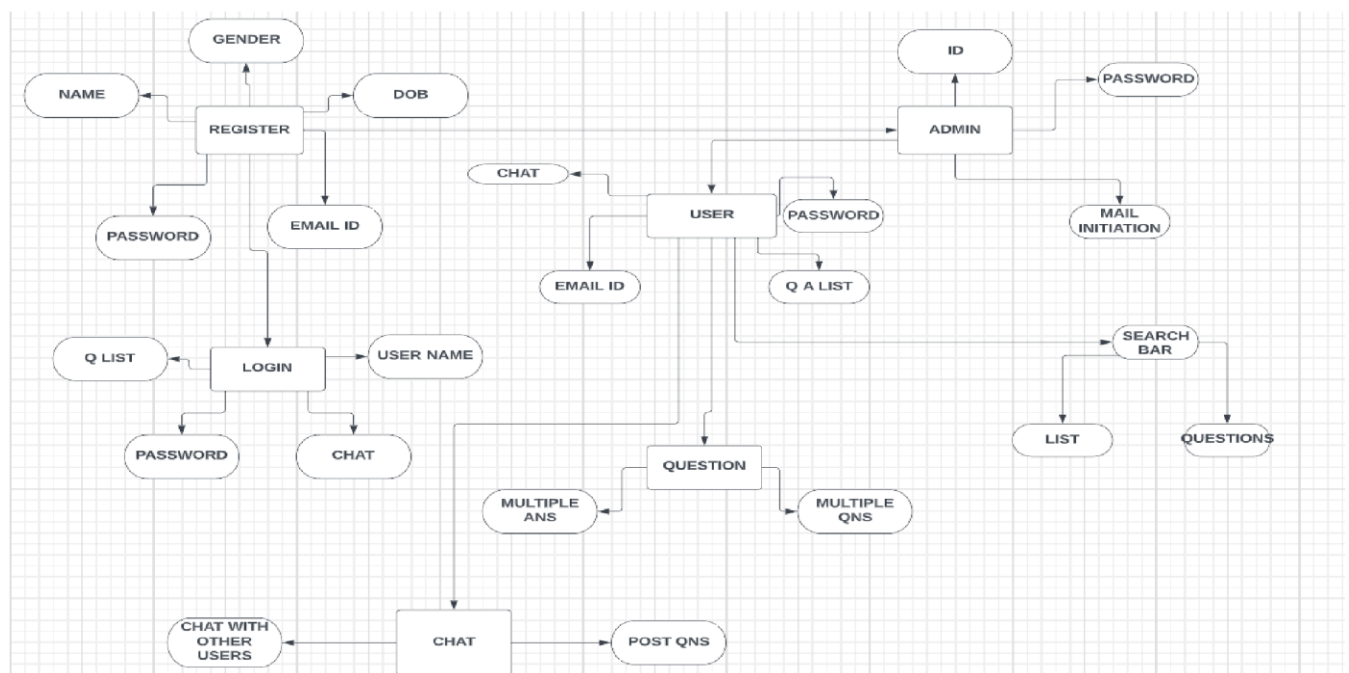 GENDER
ID
PASSWORD
NAME
DOB
REGISTER
ADMIN
CHAT
USER
PASSWORD
MAIL
INITIATION
PASSWORD
EMAIL ID
EMAIL ID
Q A LIST
SEARCH
BAR
Q LIST
LOGIN
USER NAME
PASSWORD
CHAT
LIST
QUESTIONS
QUESTION
MULTIPLE
ANS
MULTIPLE
QNS
CHAT WITH
OTHER
USERS
CHAT
POST QNS